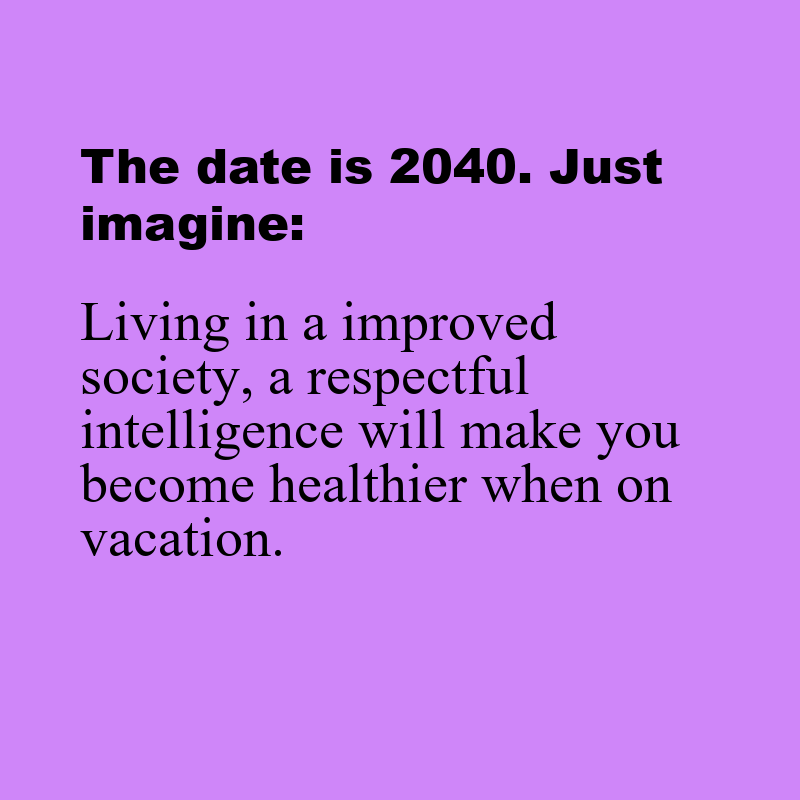 The date is 2040. Just
imagine:
Living in a improved
society, a respectful
intelligence will make you
become healthier when on
vacation.